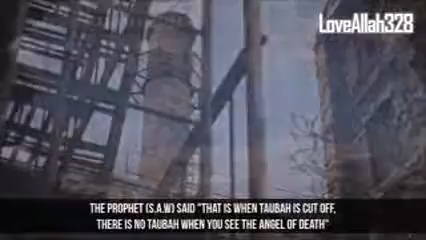 LoveAllah328
THE PROPHET (S.A.W) SAID "THAT IS WHEN TAUBAH IS CUT OFF,
THERE IS NO TAUBAH WHEN YOU SEE THE ANGEL OF DEATH"